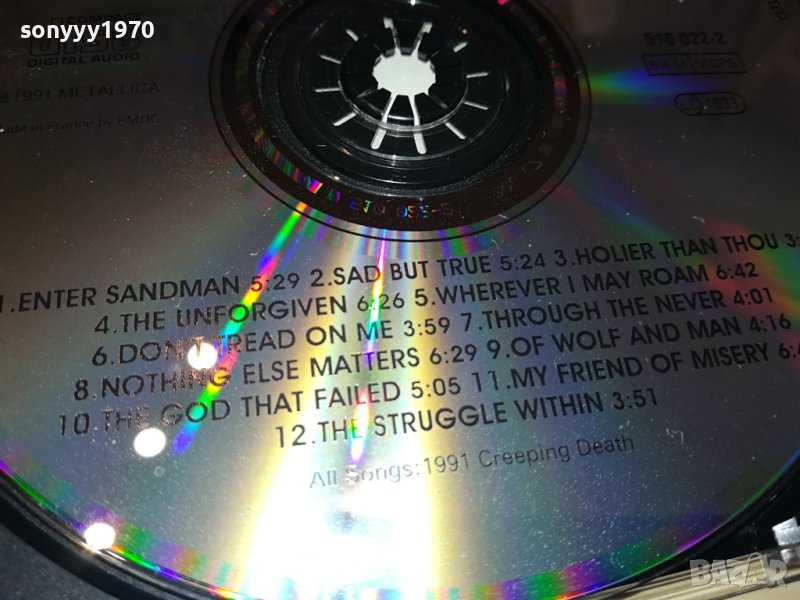 sonyyy1970
DIGITAL AUDIO
℗1991 METALLICA
Made in France by PMDC
510 022-2
BIEM/MCPS
1.ENTER SANDMAN 5:29 2.SAD BUT TRUE 5:24 3.HOLIER THAN THOU
4.THE UNFORGIVEN 6:26 5.WHEREVER I MAY ROAM 6:42
6.DON'T TREAD ON ME 3:59 7.THROUGH THE NEVER 4:01
8.NOTHING ELSE MATTERS 6:29 9.OF WOLF AND MAN 4:16
10.THE GOD THAT FAILED 5:05 11.MY FRIEND OF MISERY
12.THE STRUGGLE WITHIN 3:51
All Songs:1991 Creeping Death
BAZAR